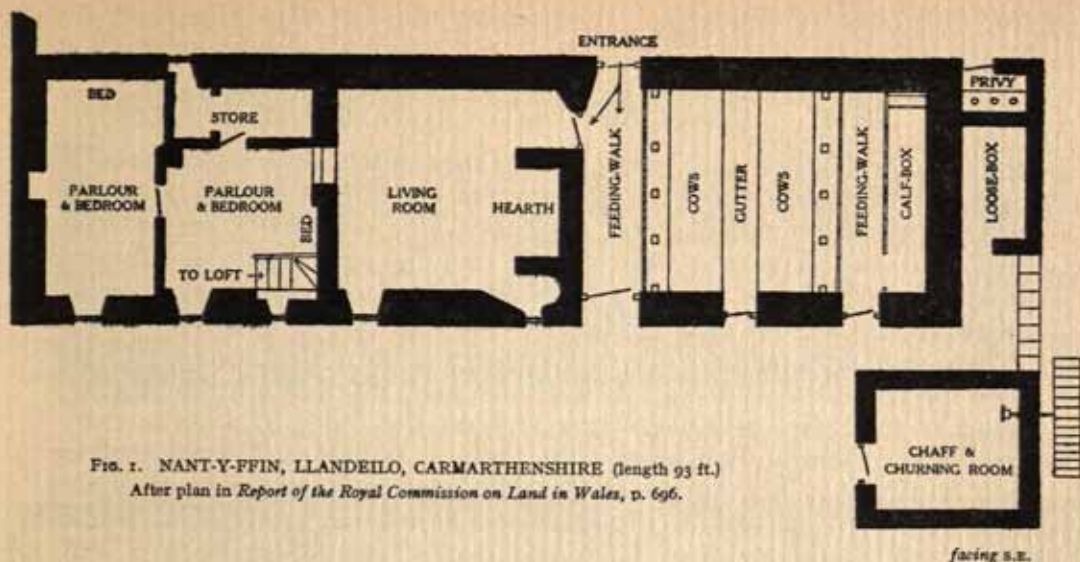 ENTRANCE
BED
STORE
PARLOUR
& BEDROOM
PARLOUR
& BEDROOM
BED
TO LOFT
LIVING
ROOM
HEARTH
FEEDING-WALK
COWS
GUTTER
COWS
FEEDING-WALK
CALF-BOX
PRIVY
LOOSE-BOX
CHAFF &
CHURNING ROOM
FIG. 1. NANT-Y-FFIN, LLANDEILO, CARMARTHENSHIRE (length 93 ft.)
After plan in Report of the Royal Commission on Land in Wales, p. 696.
facing S.E.